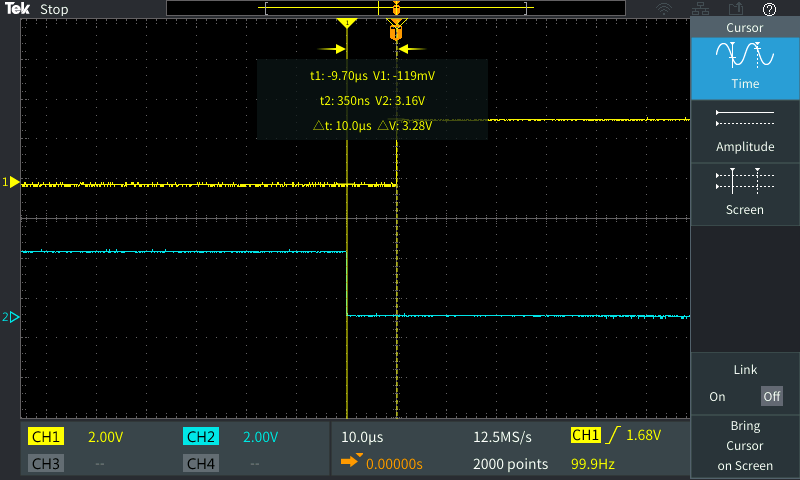 Tek Stop
Cursor
1 T
t1: -9.70µs V1: -119mV
t2: 350ns V2: 3.16V
△t: 10.0µs △V: 3.28V
Time
Amplitude
Screen
1
2
Link
On Off
Bring
Cursor
on Screen
CH1 2.00V CH2 2.00V 10.0µs 12.5MS/s CH1 1.68V
CH3 -- CH4 -- 0.00000s 2000 points 99.9Hz